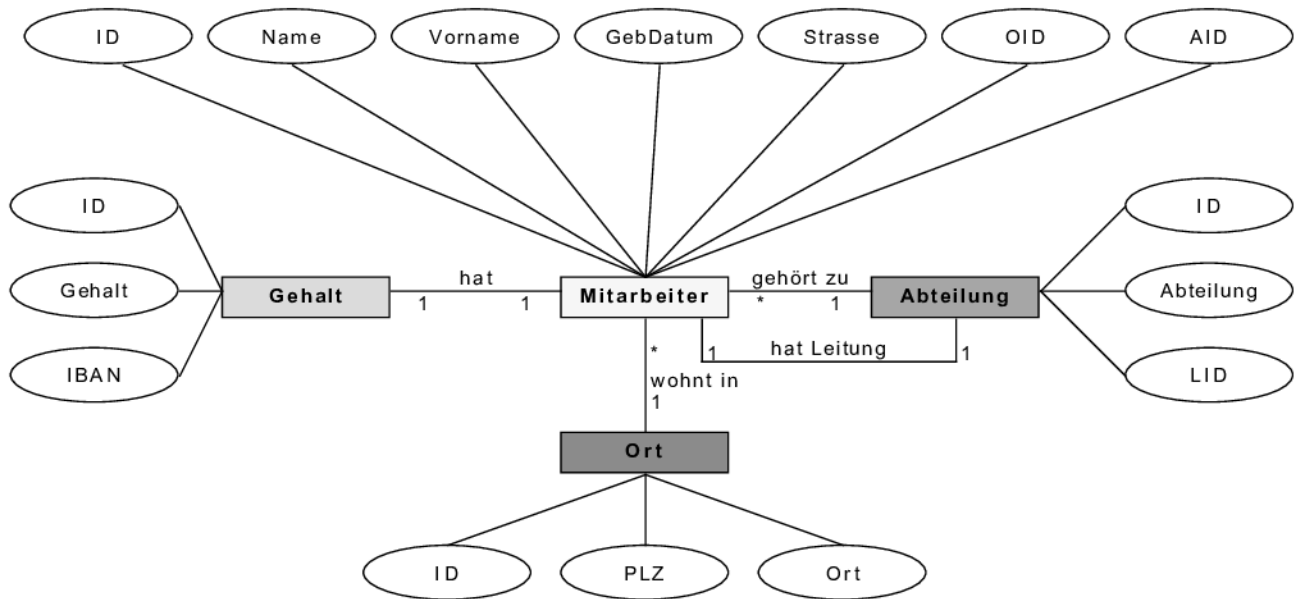 ID
Name
Vorname
GebDatum
Strasse
OID
AID
ID
ID
hat
gehört zu
Gehalt
Gehalt
1
1
Mitarbeiter
*
1
Abteilung
Abteilung
*
1
hat Leitung
1
IBAN
wohnt in
LID
1
Ort
ID
PLZ
Ort